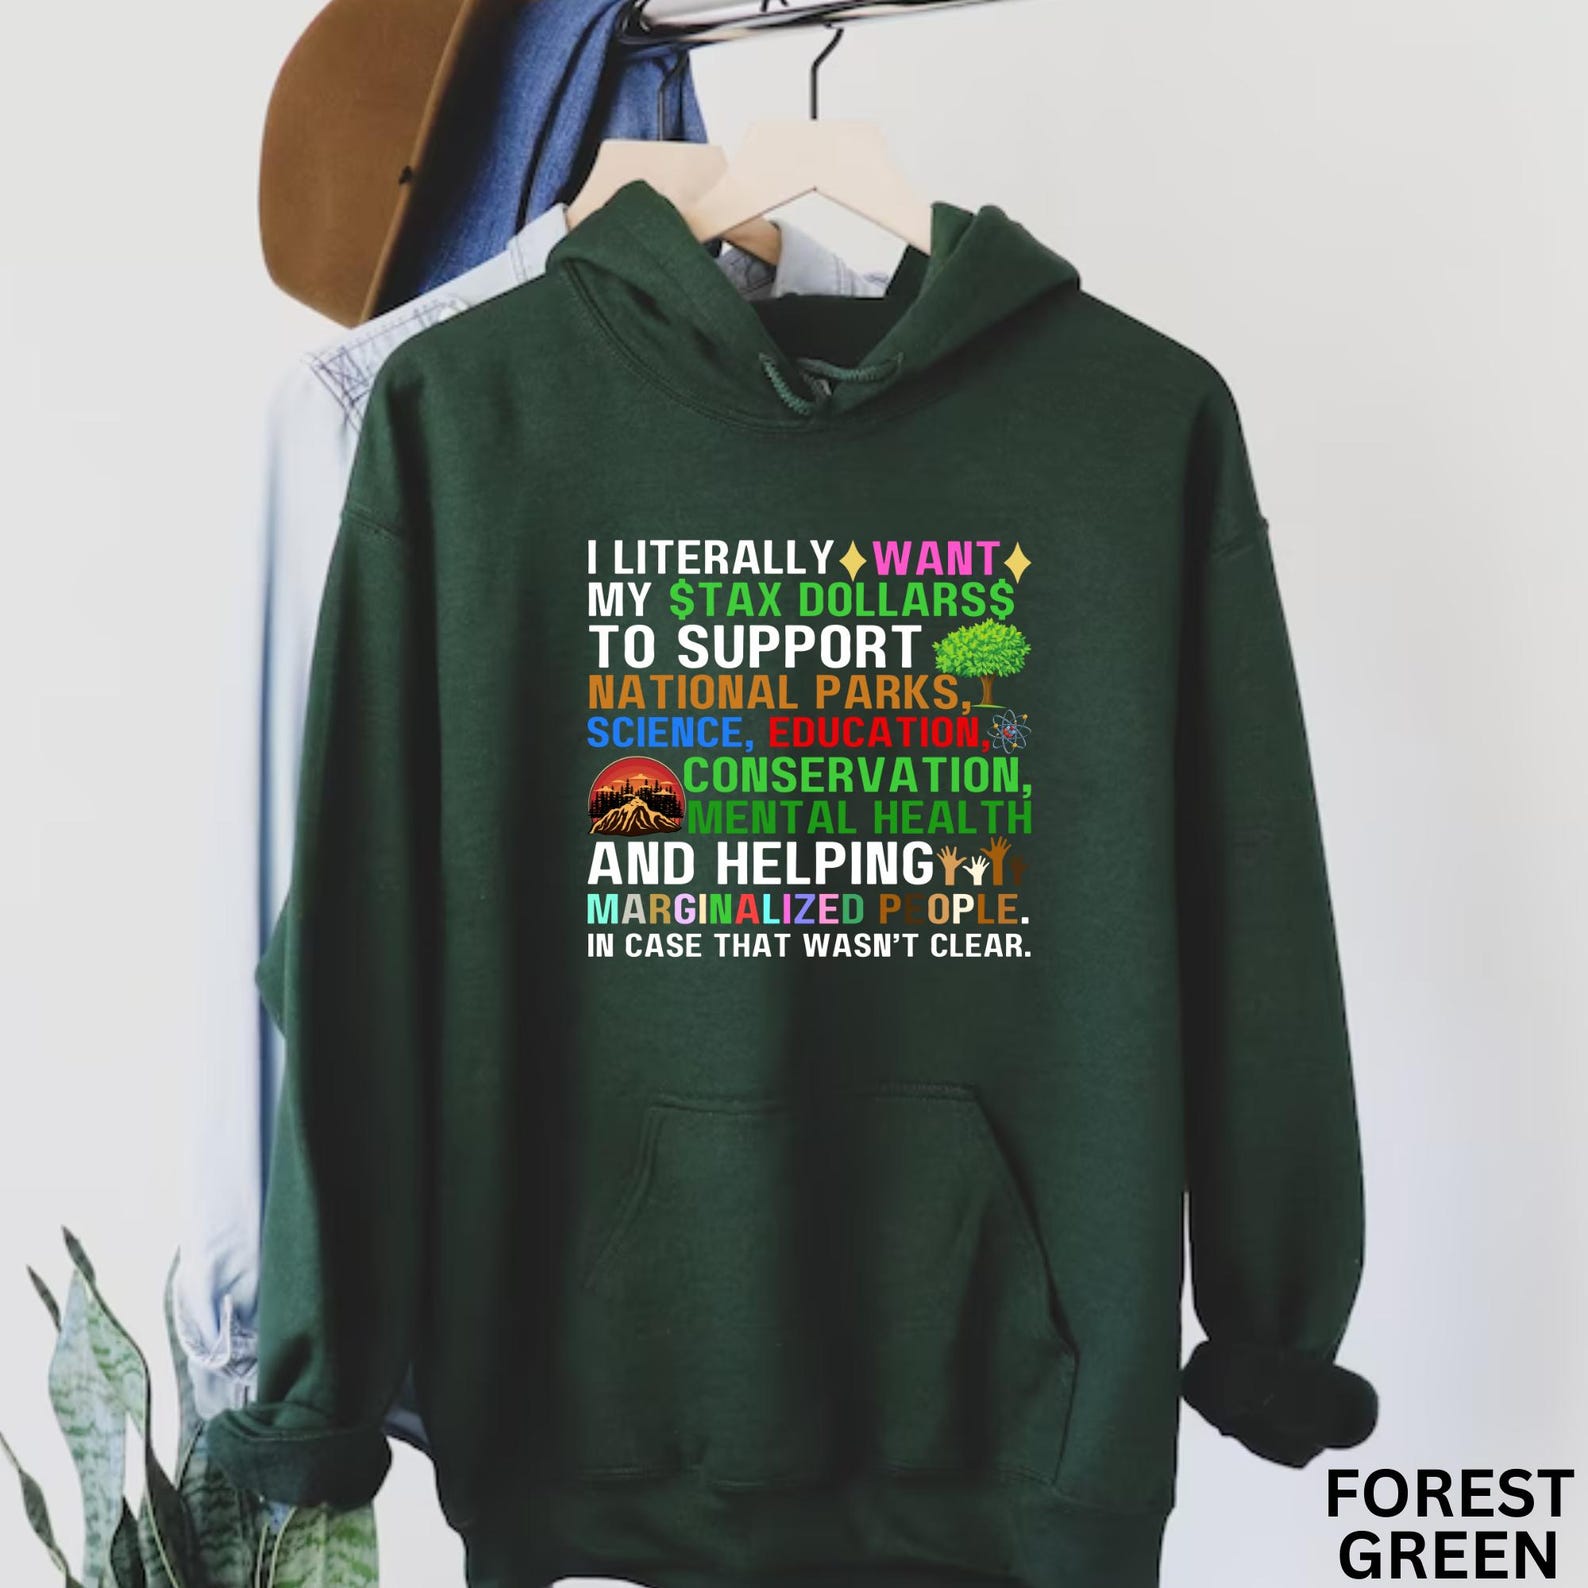 I LITERALLY WANT
MY $TAX DOLLARS$
TO SUPPORT
NATIONAL PARKS,
SCIENCE, EDUCATION,
CONSERVATION,
MENTAL HEALTH
AND HELPING
MARGINALIZED PEOPLE.
IN CASE THAT WASN'T CLEAR.
FOREST
GREEN